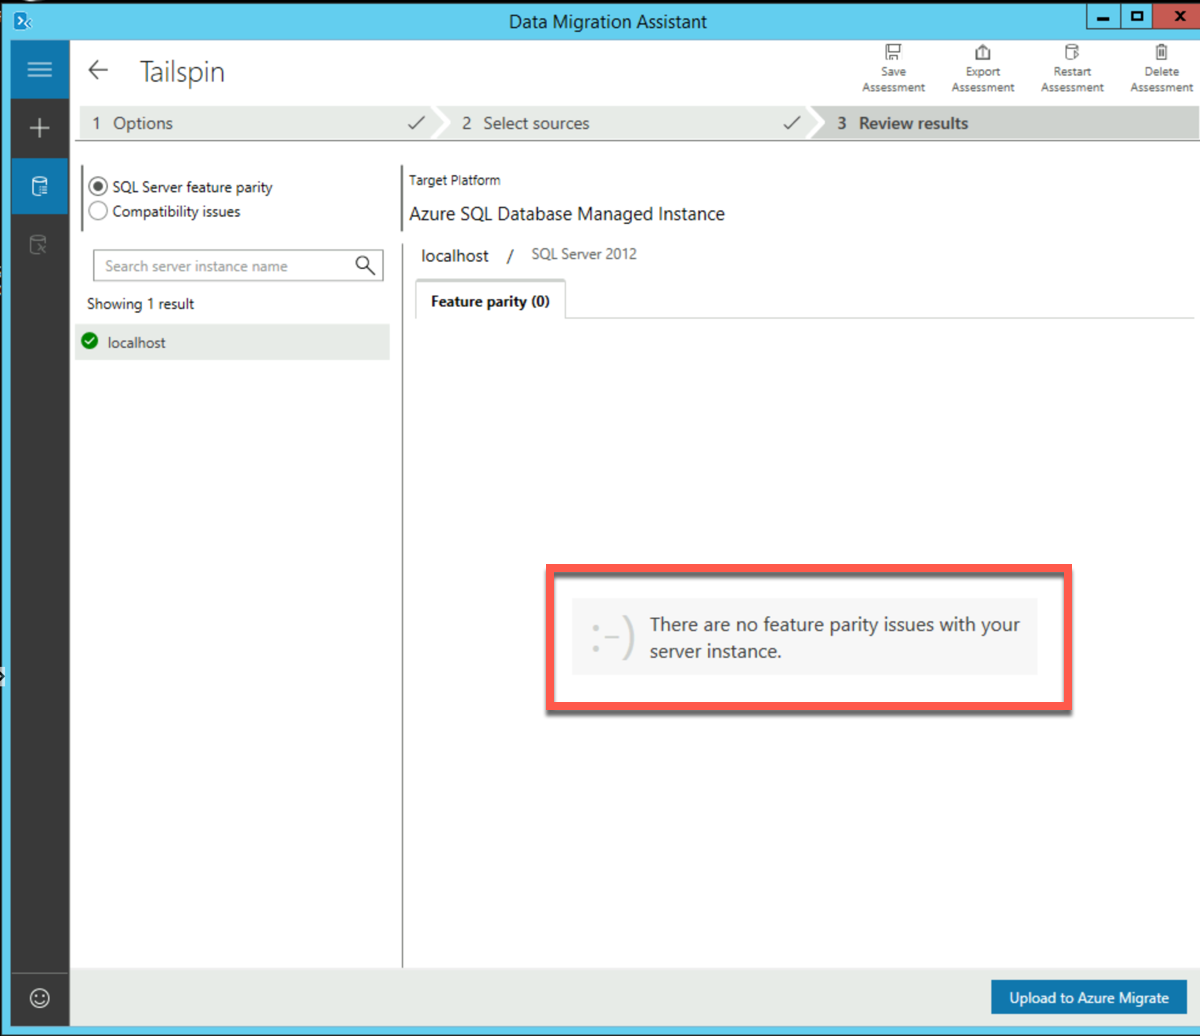 Data Migration Assistant
Tailspin
Save Assessment
Export Assessment
Restart Assessment
Delete Assessment
1 Options
2 Select sources
3 Review results
SQL Server feature parity
Compatibility issues
Search server instance name
Showing 1 result
localhost
Target Platform
Azure SQL Database Managed Instance
localhost / SQL Server 2012
Feature parity (0)
:-)
There are no feature parity issues with your
server instance.
Upload to Azure Migrate